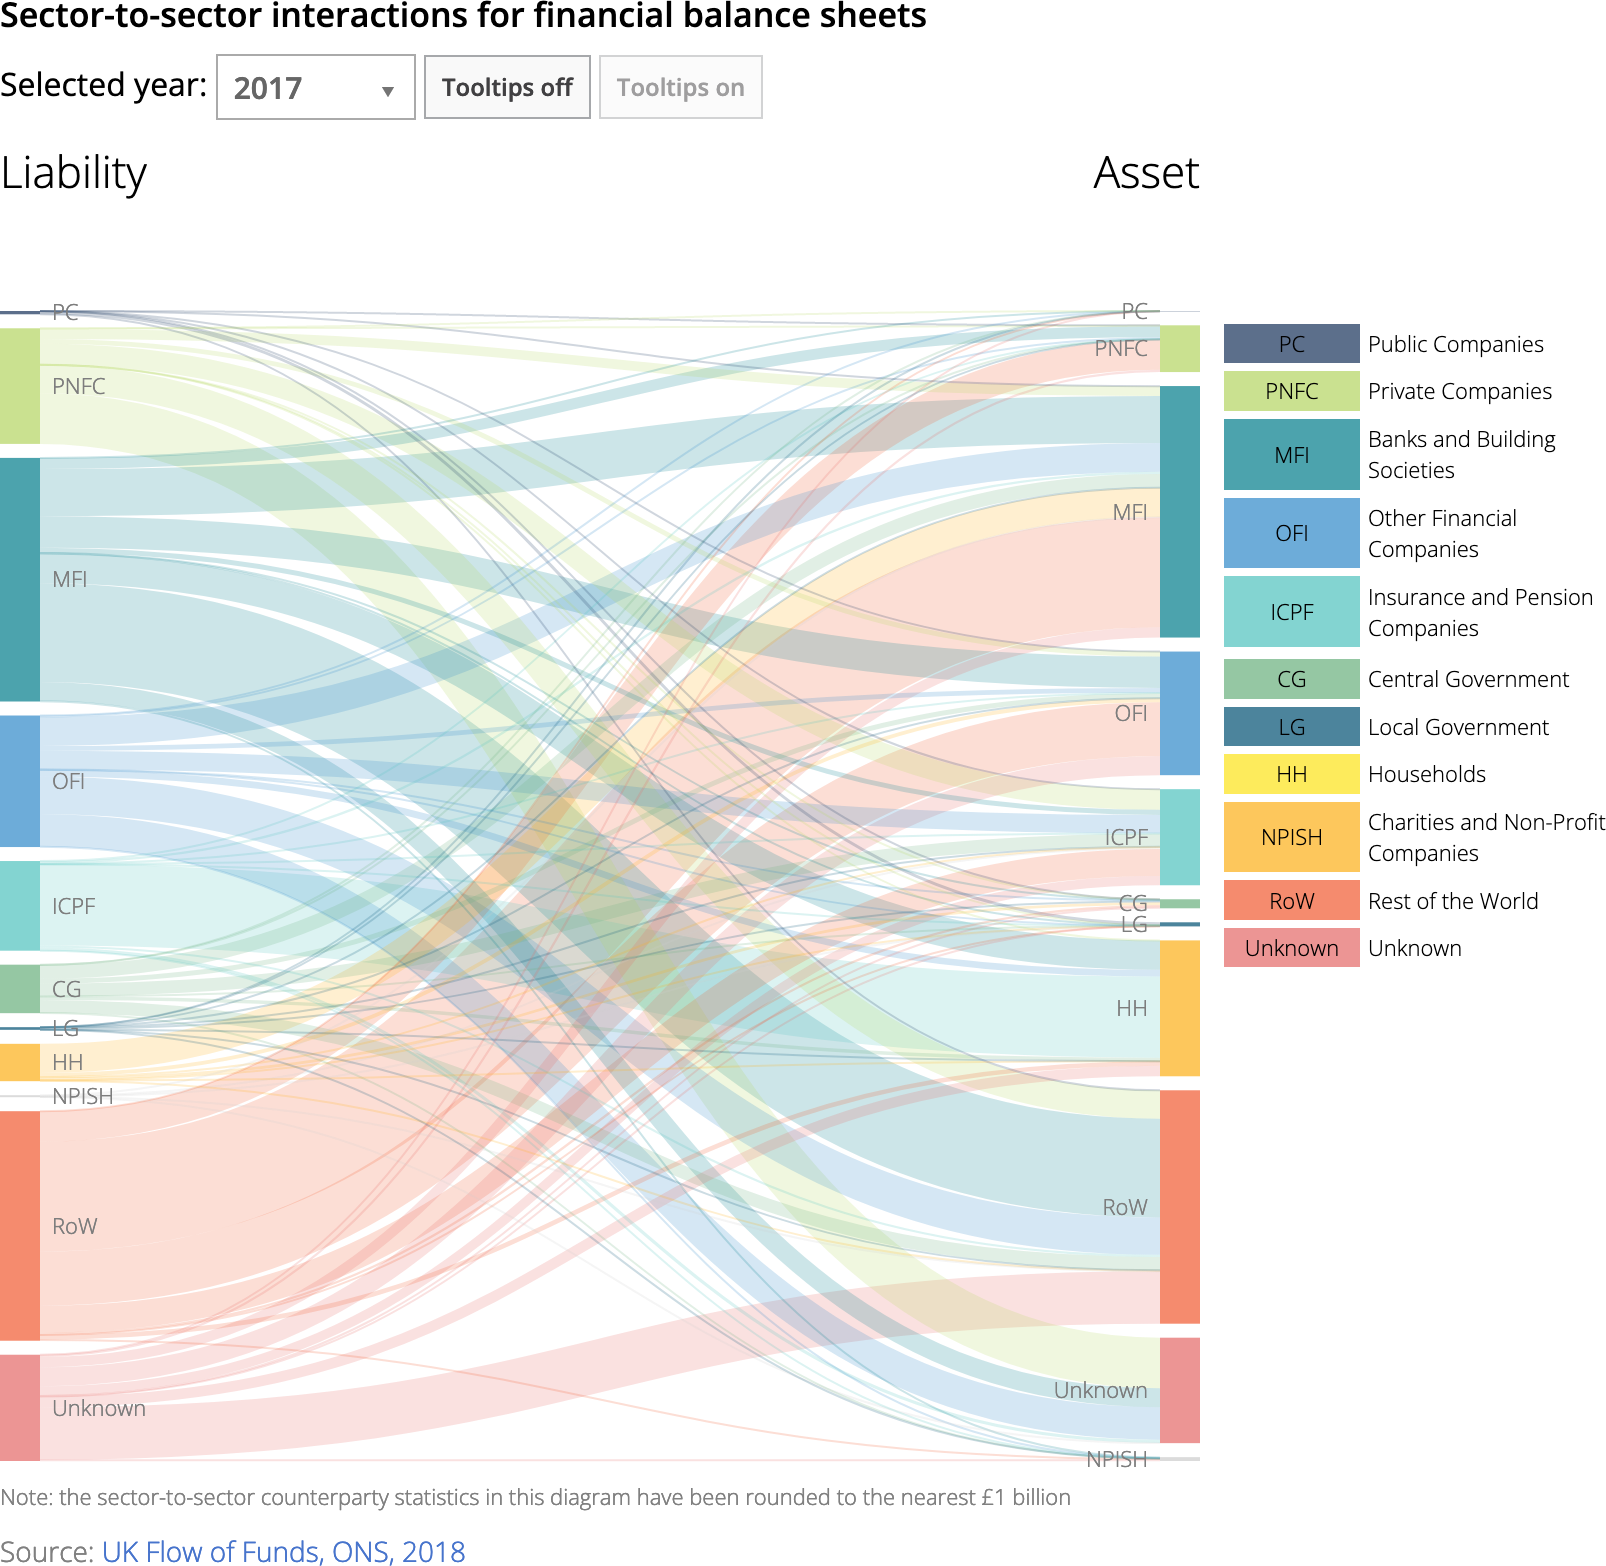 Sector-to-sector interactions for financial balance sheets
Selected year: 2017 ▼ Tooltips off Tooltips on
Liability Asset
PC
PNFC
MFI
OFI
ICPF
CG
LG
HH
NPISH
RoW
Unknown
PC
PNFC
MFI
OFI
ICPF
CG
LG
HH
RoW
Unknown
NPISH
PC Public Companies
PNFC Private Companies
MFI Banks and Building
Societies
OFI Other Financial
Companies
ICPF Insurance and Pension
Companies
CG Central Government
LG Local Government
HH Households
NPISH Charities and Non-Profit
Companies
RoW Rest of the World
Unknown Unknown
Note: the sector-to-sector counterparty statistics in this diagram have been rounded to the nearest £1 billion
Source: UK Flow of Funds, ONS, 2018